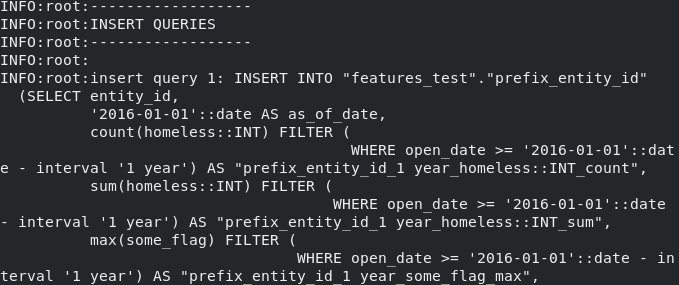 INFO:root:------------------
INFO:root:INSERT QUERIES
INFO:root:------------------
INFO:root:
INFO:root:insert query 1: INSERT INTO "features_test"."prefix_entity_id"
  (SELECT entity_id,
          '2016-01-01'::date AS as_of_date,
          count(homeless::INT) FILTER (
                                       WHERE open_date >= '2016-01-01'::dat
e - interval '1 year') AS "prefix_entity_id_1 year_homeless::INT_count",
          sum(homeless::INT) FILTER (
                                     WHERE open_date >= '2016-01-01'::date
- interval '1 year') AS "prefix_entity_id_1 year_homeless::INT_sum",
          max(some_flag) FILTER (
                                 WHERE open_date >= '2016-01-01'::date - in
terval '1 year') AS "prefix_entity_id_1 year_some_flag_max",